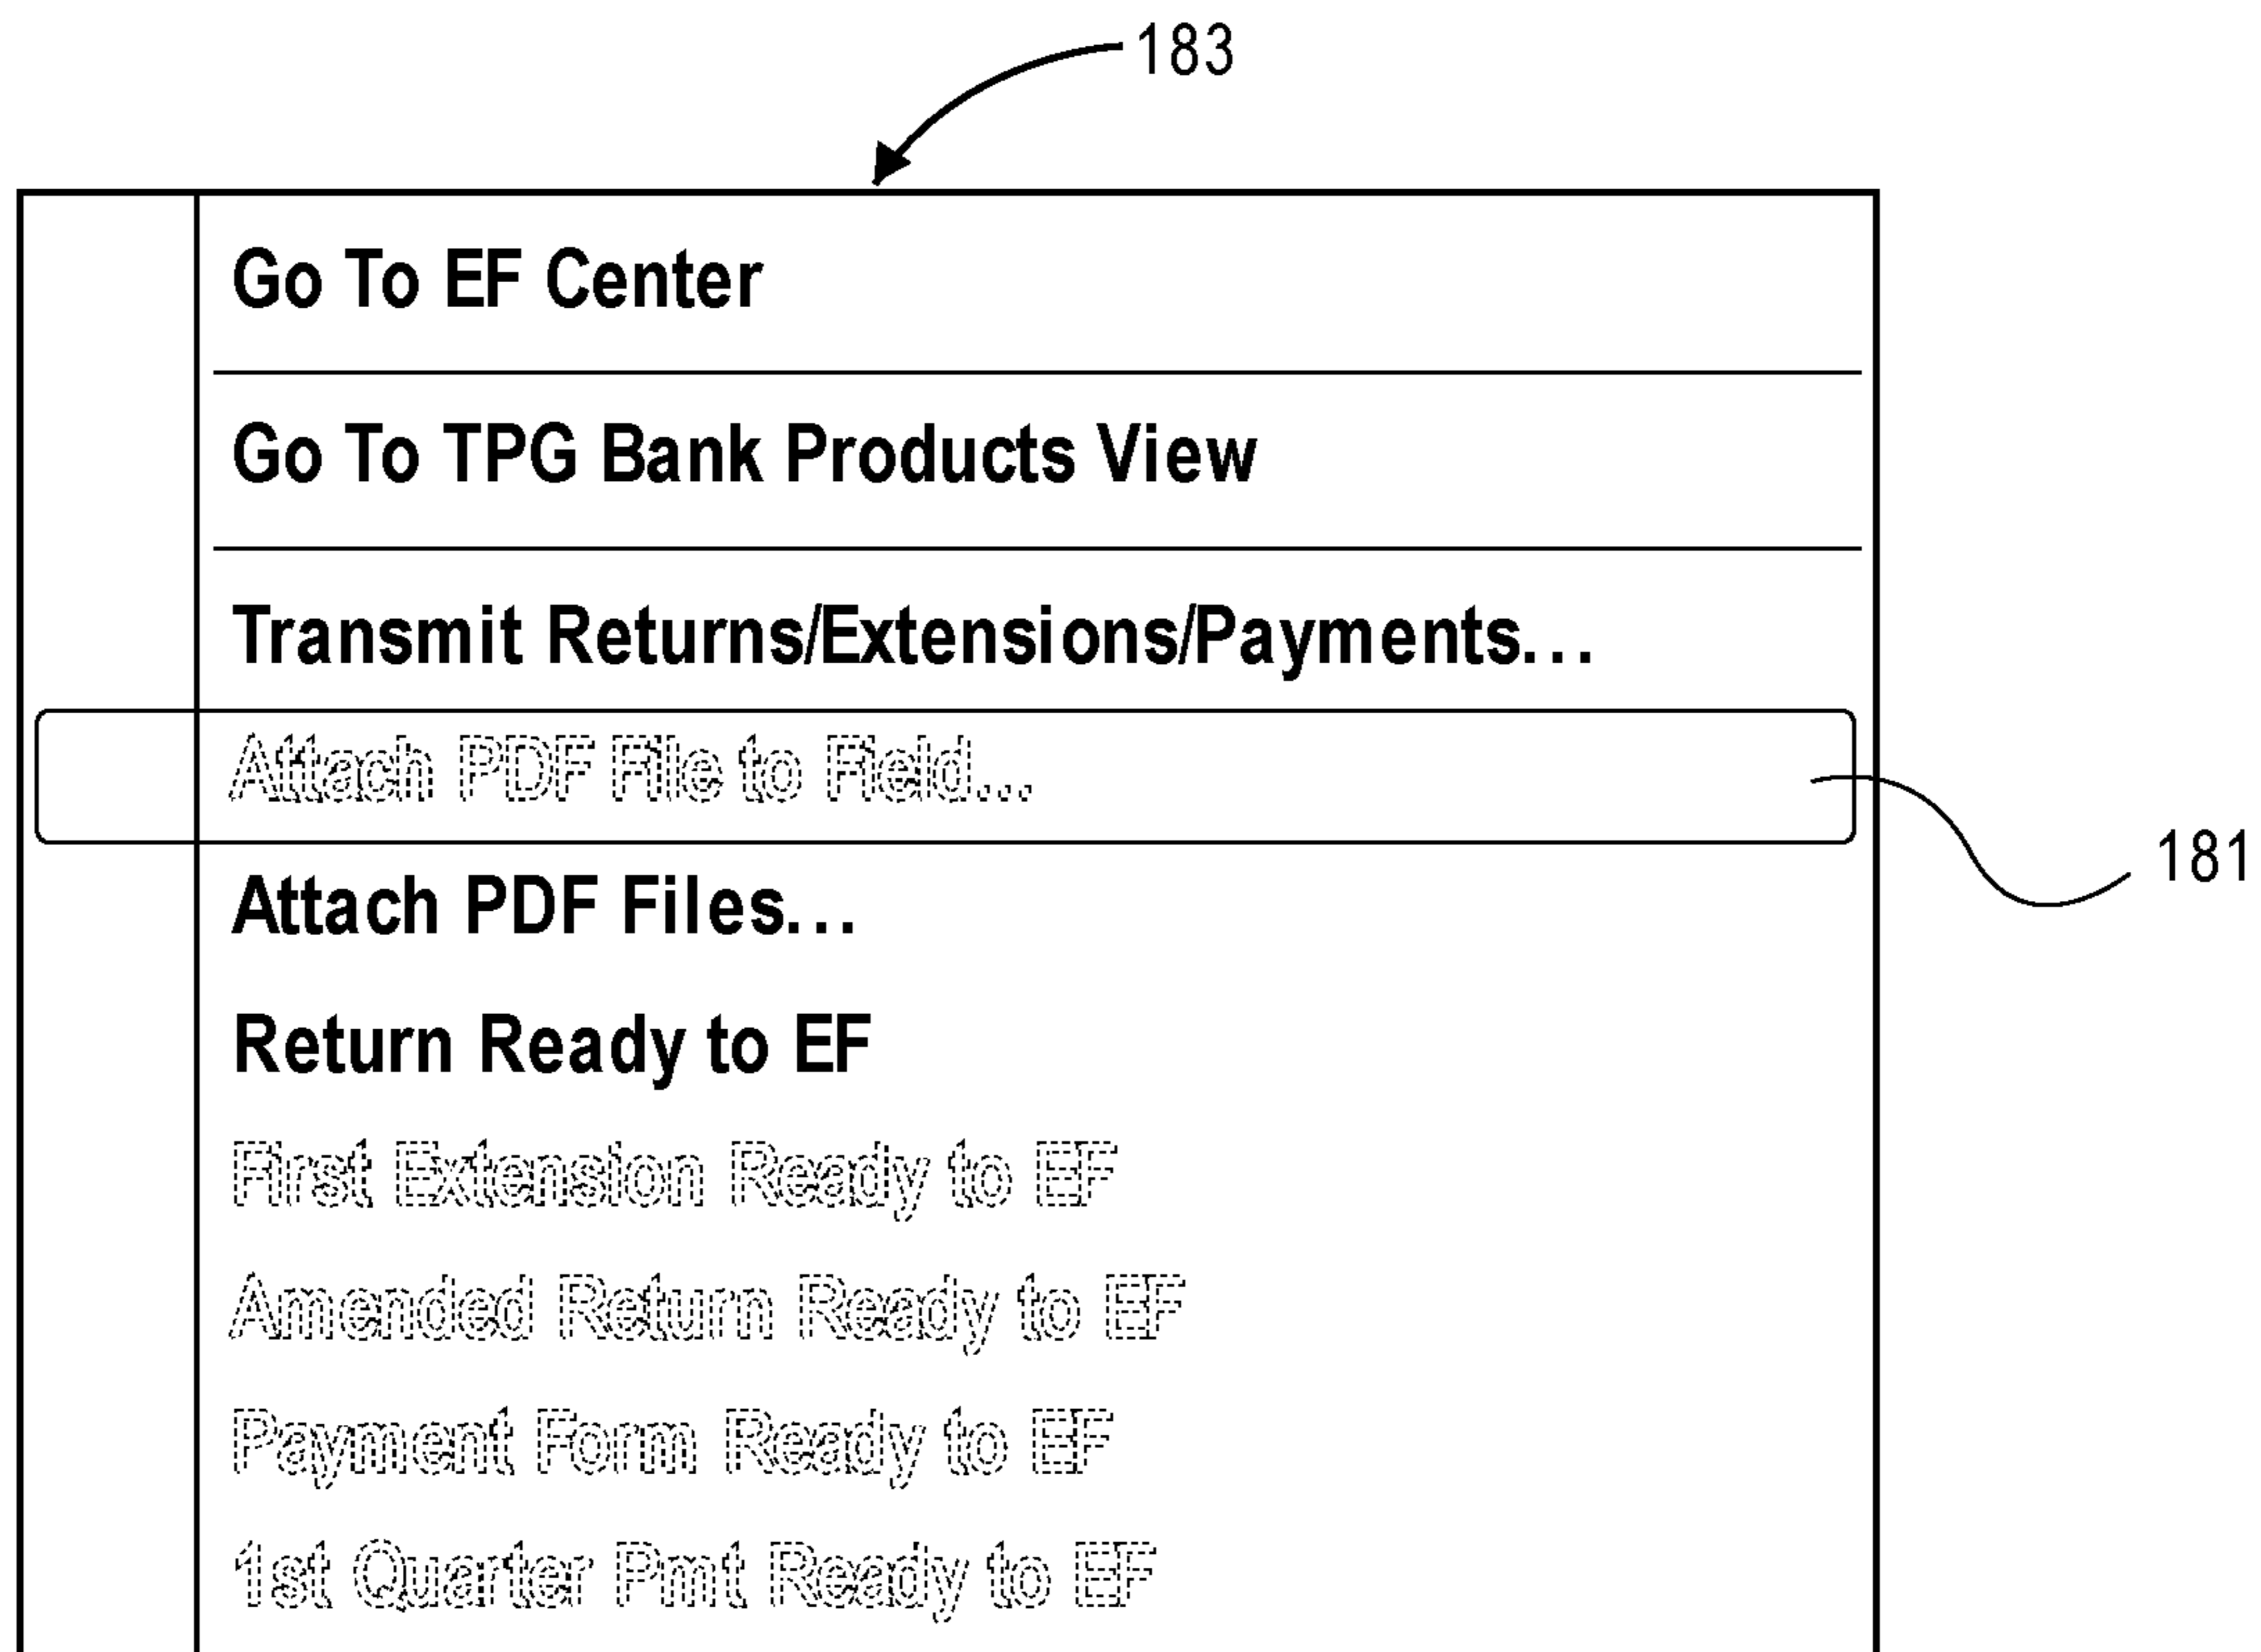 183
Go To EF Center
Go To TPG Bank Products View
Transmit Returns/Extensions/Payments...
Attach PDF File to Field...
181
Attach PDF Files...
Return Ready to EF
First Extension Ready to EF
Amended Return Ready to EF
Payment Form Ready to EF
1st Quarter Pmt Ready to EF